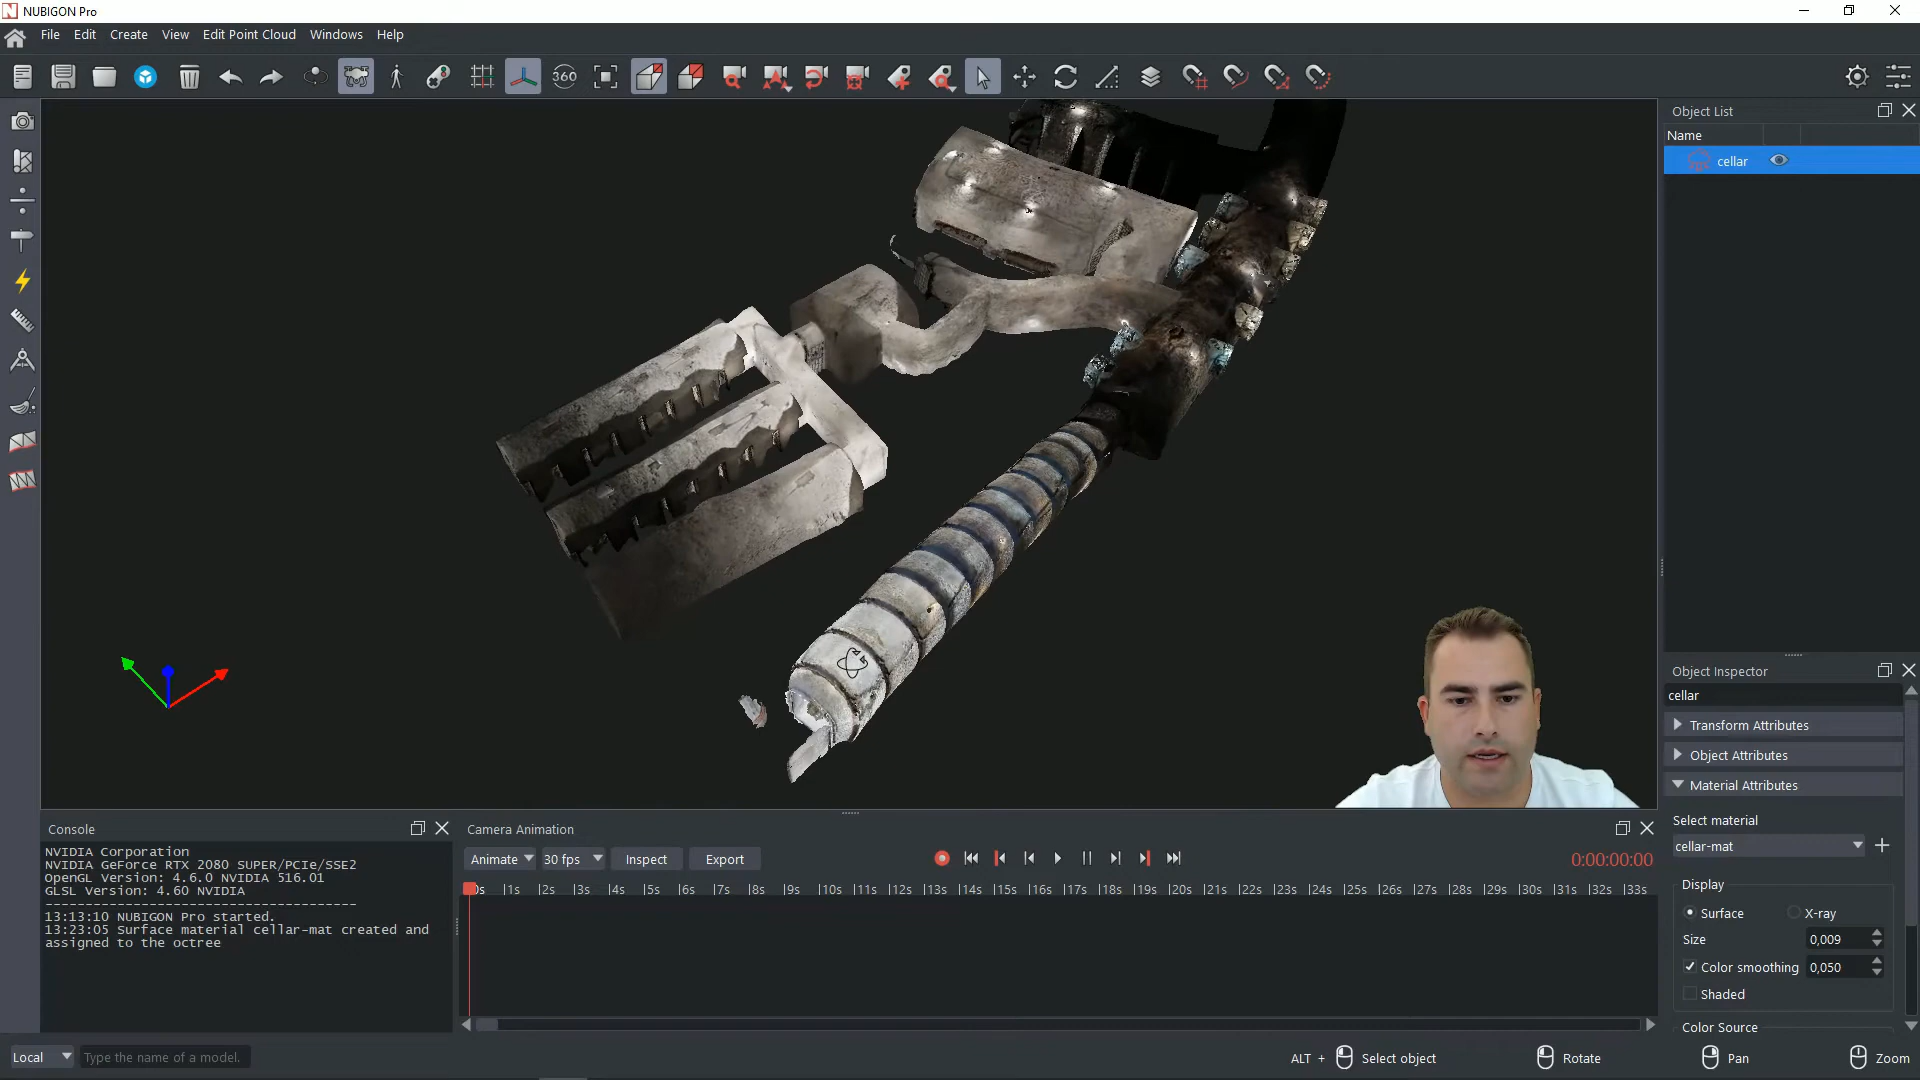 NUBIGON Pro
File Edit Create View Edit Point Cloud Windows Help
360
Object List
Name
cellar
Object Inspector
cellar
Transform Attributes
Object Attributes
Material Attributes
Select material
cellar-mat
Display
Surface X-ray
Size 0,009
Color smoothing 0,050
Shaded
Color Source
Console
NVIDIA Corporation
NVIDIA GeForce RTX 2080 SUPER/PCIe/SSE2
OpenGL Version: 4.6.0 NVIDIA 516.01
GLSL Version: 4.60 NVIDIA
----------------------------------------
13:13:10 NUBIGON Pro started.
13:23:05 Surface material cellar-mat created and
assigned to the octree
Camera Animation
Animate 30 fps Inspect Export
0:00:00:00
0s |1s |2s |3s |4s |5s |6s |7s |8s |9s |10s |11s |12s |13s |14s |15s |16s |17s |18s |19s |20s |21s |22s |23s |24s |25s |26s |27s |28s |29s |30s |31s |32s |33s
Local Type the name of a model.
ALT + Select object Rotate Pan Zoom